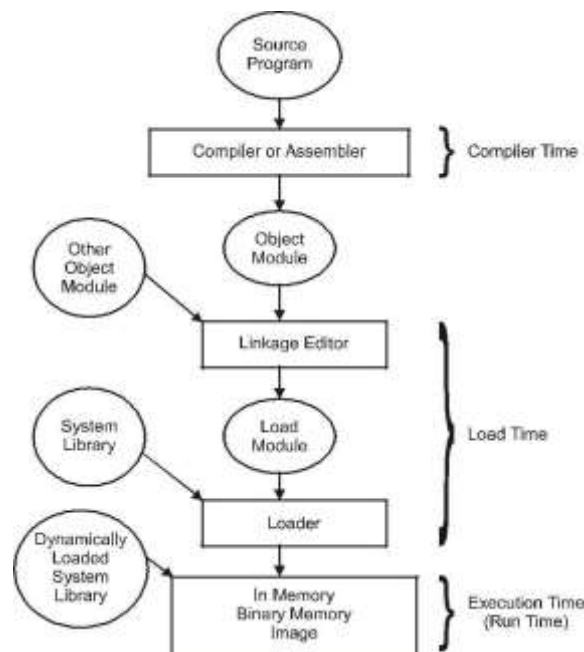 Source
Program
Compiler or Assembler
Compiler Time
Object
Module
Other
Object
Module
Linkage Editor
System
Library
Load
Module
Load Time
Loader
Dynamically
Loaded
System
Library
In Memory
Binary Memory
Image
Execution Time
(Run Time)